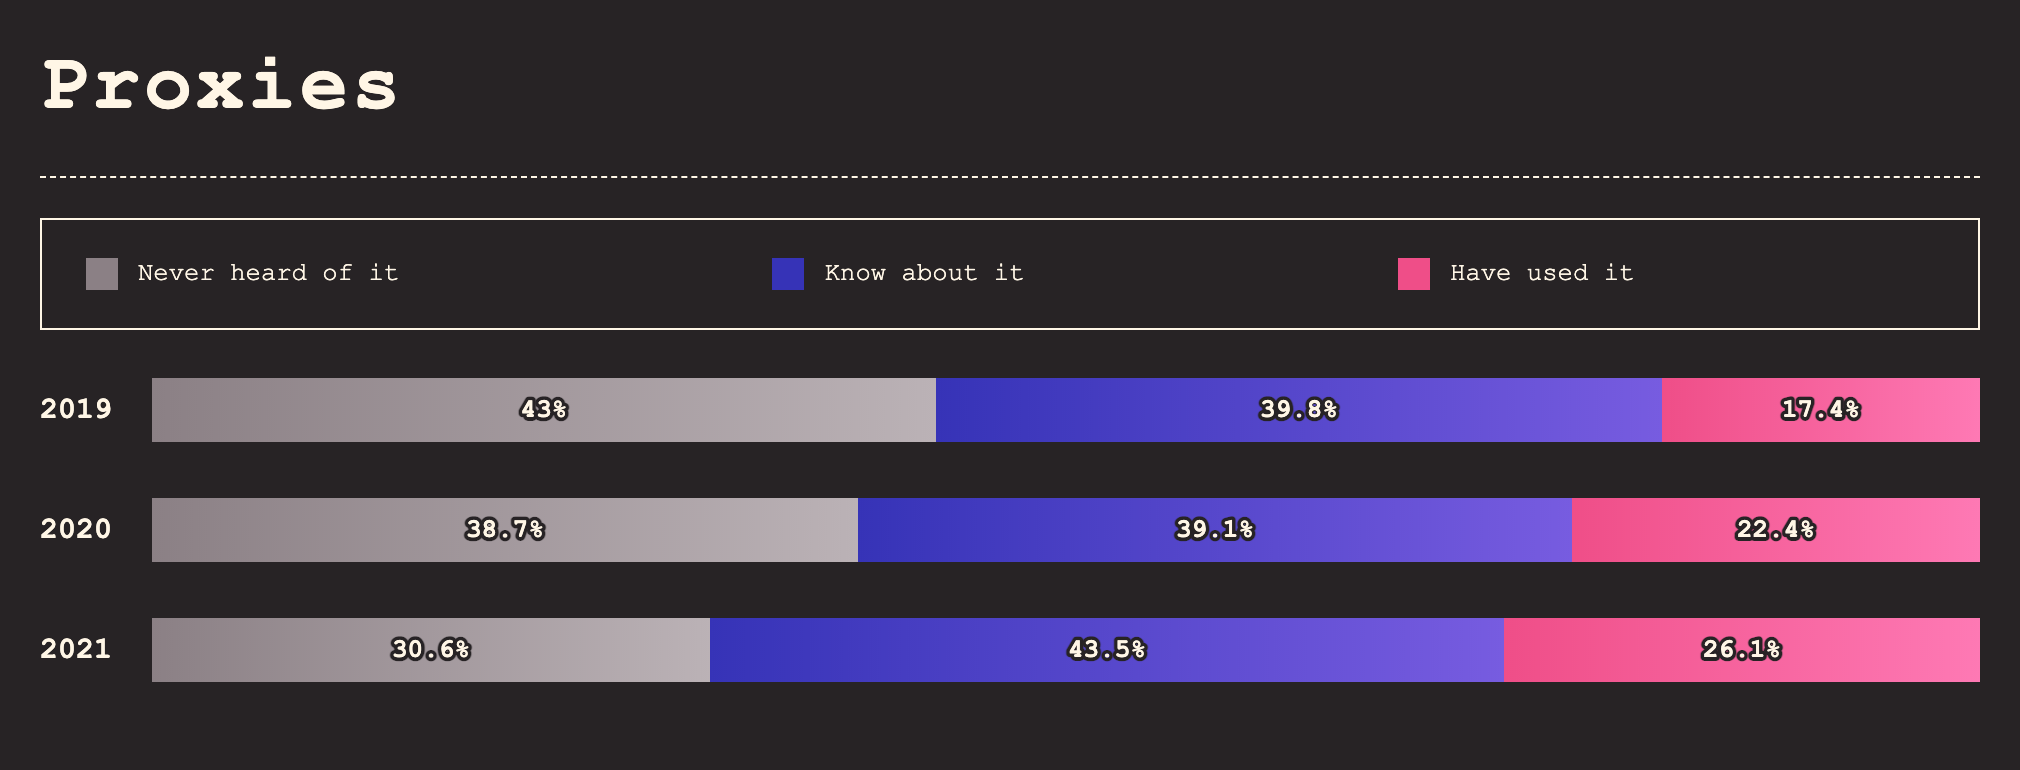 Proxies
Never heard of it Know about it Have used it
2019 43% 39.8% 17.4%
2020 38.7% 39.1% 22.4%
2021 30.6% 43.5% 26.1%